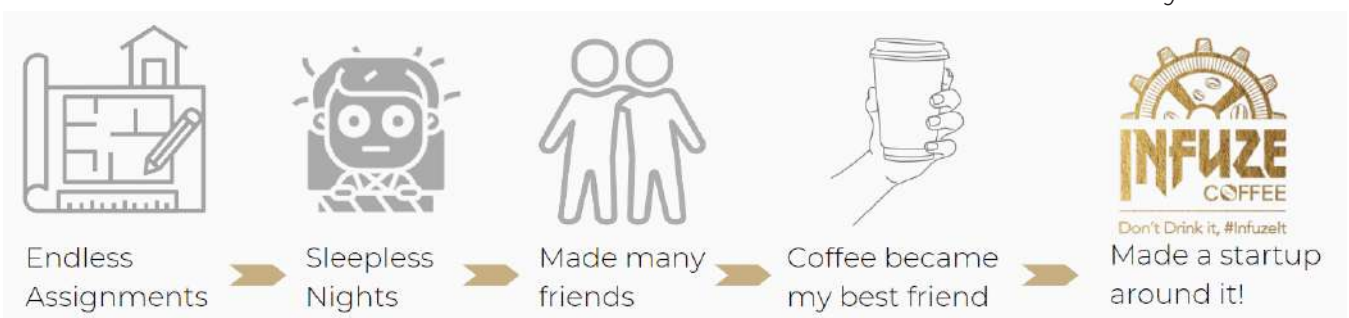 INFUZE
COFFEE
Don't Drink it, #InfuzeIt
Endless
Assignments
Sleepless
Nights
Made many
friends
Coffee became
my best friend
Made a startup
around it!